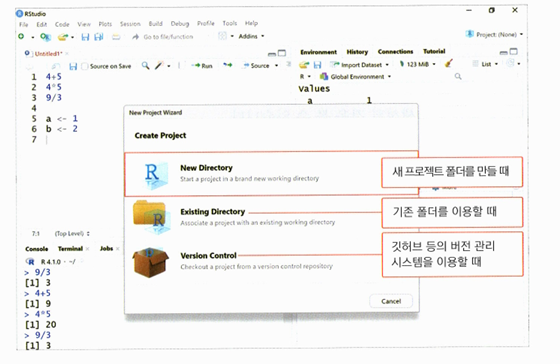 RStudio
File Edit Code View Plots Session Build Debug Profile Tools Help
Go to file/function
Addins
Project: (None)
Untitled1*
Source on Save
Run
Source
1 4+5
2 4*5
3 9/3
4
5 a <- 1
6 b <- 2
7
7:1 (Top Level)
Environment History Connections Tutorial
Import Dataset
123 MiB
List
R
Global Environment
Values
a 1
New Project Wizard
Create Project
New Directory
Start a project in a brand new working directory
Existing Directory
Associate a project with an existing working directory
Version Control
Checkout a project from a version control repository
Cancel
새 프로젝트 폴더를 만들 때
기존 폴더를 이용할 때
깃허브 등의 버전 관리
시스템을 이용할 때
Console Terminal Jobs
R 4.1.0 · ~/
> 9/3
[1] 3
> 4+5
[1] 9
> 4*5
[1] 20
> 9/3
[1] 3